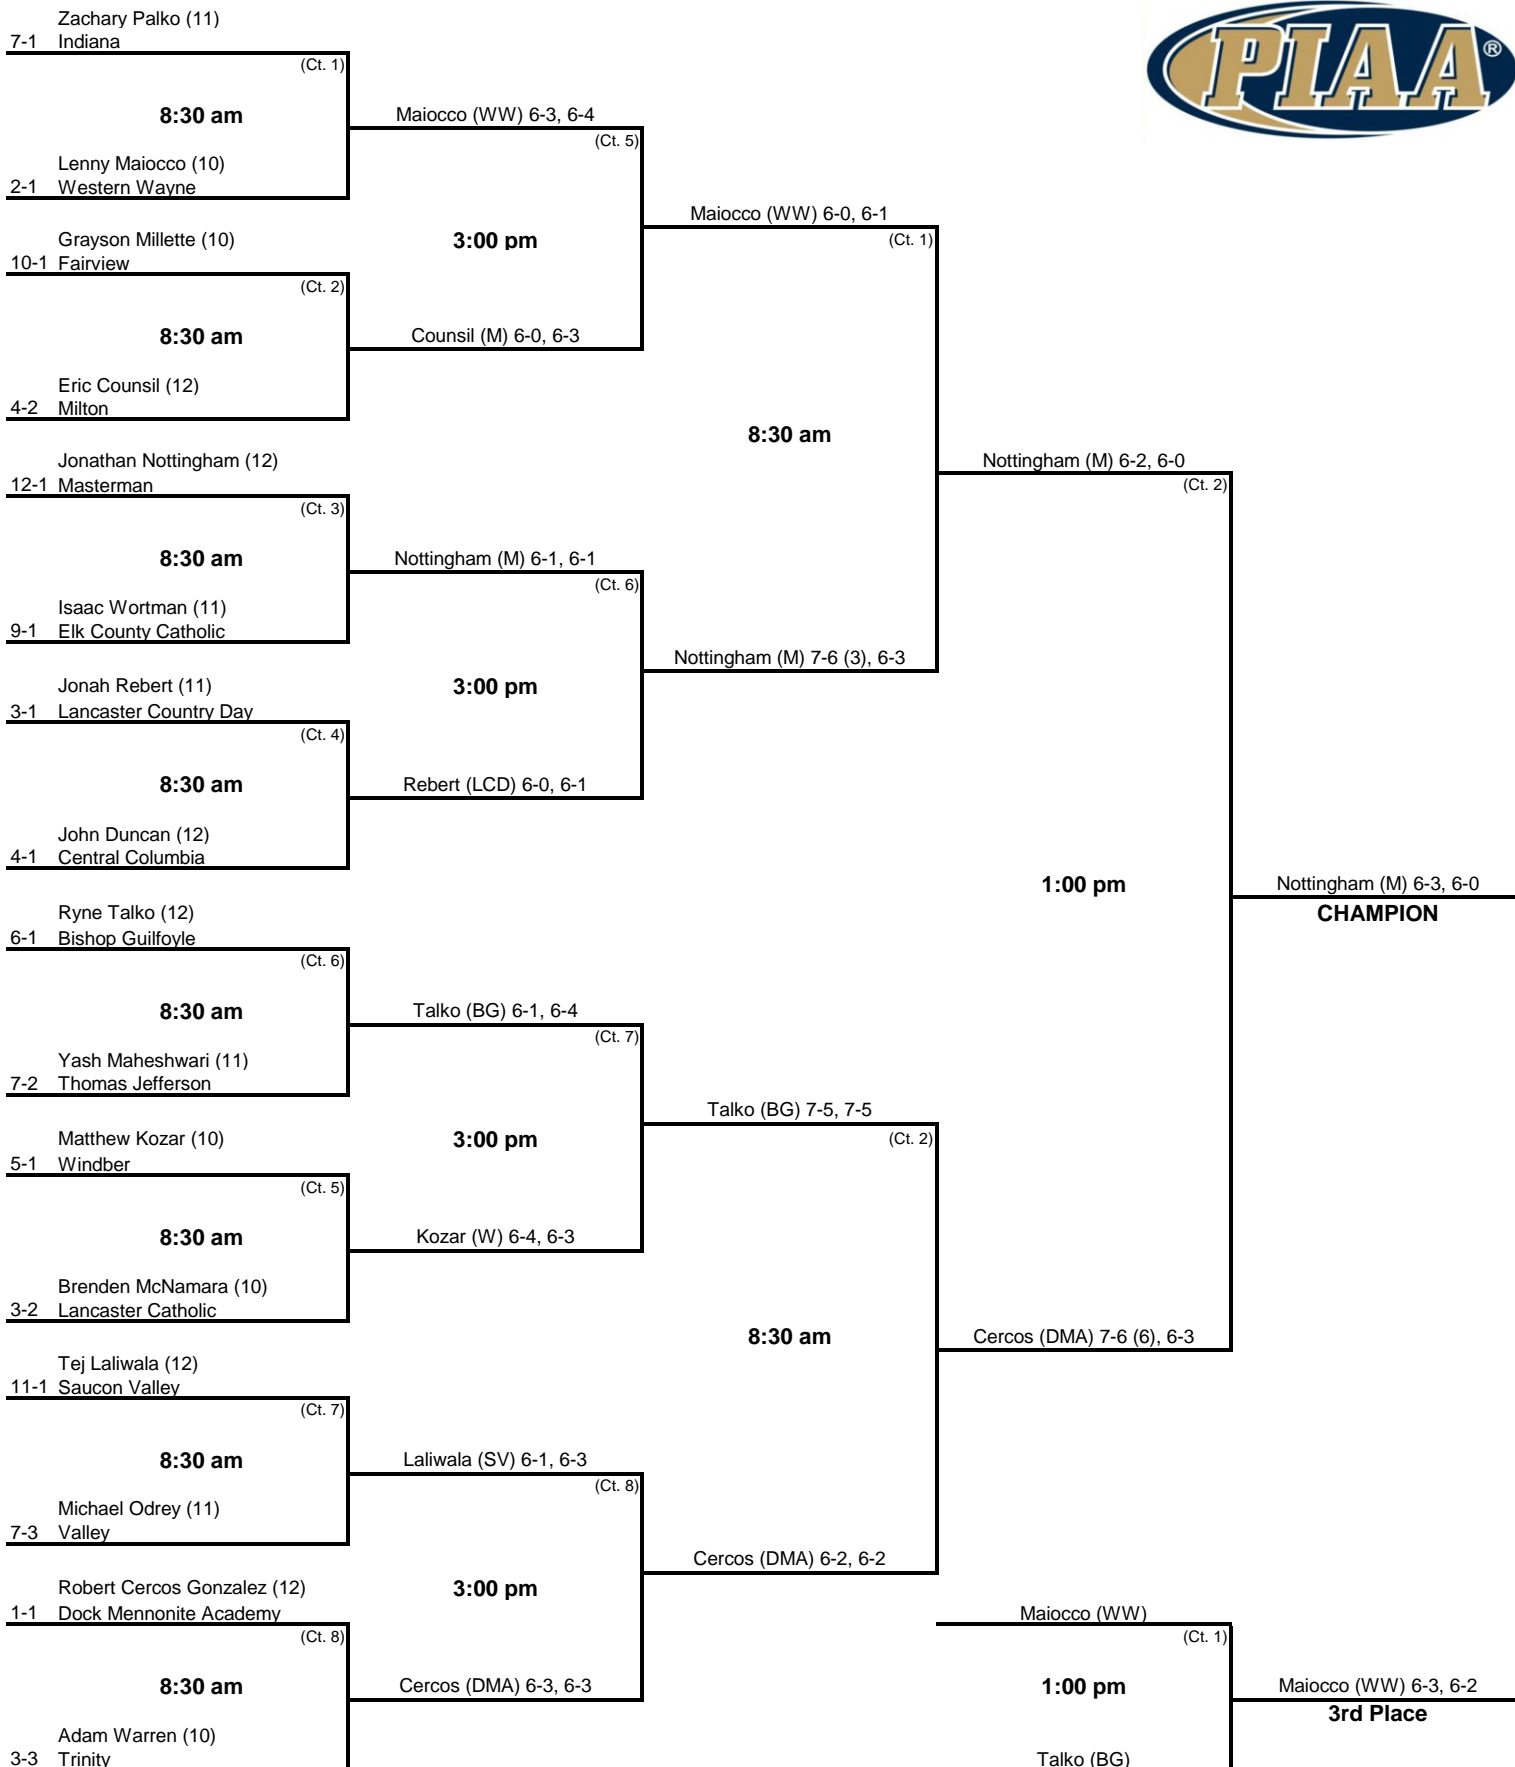 PIAA®
Zachary Palko (11)
7-1 Indiana
(Ct. 1)
8:30 am
Maiocco (WW) 6-3, 6-4
(Ct. 5)
Lenny Maiocco (10)
2-1 Western Wayne
Maiocco (WW) 6-0, 6-1
(Ct. 1)
Grayson Millette (10)
3:00 pm
10-1 Fairview
(Ct. 2)
8:30 am
Counsil (M) 6-0, 6-3
Eric Counsil (12)
4-2 Milton
8:30 am
Jonathan Nottingham (12)
Nottingham (M) 6-2, 6-0
12-1 Masterman
(Ct. 2)
(Ct. 3)
8:30 am
Nottingham (M) 6-1, 6-1
(Ct. 6)
Isaac Wortman (11)
9-1 Elk County Catholic
Nottingham (M) 7-6 (3), 6-3
Jonah Rebert (11)
3:00 pm
3-1 Lancaster Country Day
(Ct. 4)
8:30 am
Rebert (LCD) 6-0, 6-1
John Duncan (12)
4-1 Central Columbia
1:00 pm
Nottingham (M) 6-3, 6-0
CHAMPION
Ryne Talko (12)
6-1 Bishop Guilfoyle
(Ct. 6)
8:30 am
Talko (BG) 6-1, 6-4
(Ct. 7)
Yash Maheshwari (11)
7-2 Thomas Jefferson
Talko (BG) 7-5, 7-5
(Ct. 2)
Matthew Kozar (10)
3:00 pm
5-1 Windber
(Ct. 5)
8:30 am
Kozar (W) 6-4, 6-3
Brenden McNamara (10)
3-2 Lancaster Catholic
8:30 am
Cercos (DMA) 7-6 (6), 6-3
Tej Laliwala (12)
11-1 Saucon Valley
(Ct. 7)
8:30 am
Laliwala (SV) 6-1, 6-3
(Ct. 8)
Michael Odrey (11)
7-3 Valley
Cercos (DMA) 6-2, 6-2
Robert Cercos Gonzalez (12)
3:00 pm
1-1 Dock Mennonite Academy
Maiocco (WW)
(Ct. 8)
(Ct. 1)
8:30 am
Cercos (DMA) 6-3, 6-3
1:00 pm
Maiocco (WW) 6-3, 6-2
3rd Place
Adam Warren (10)
3-3 Trinity
Talko (BG)